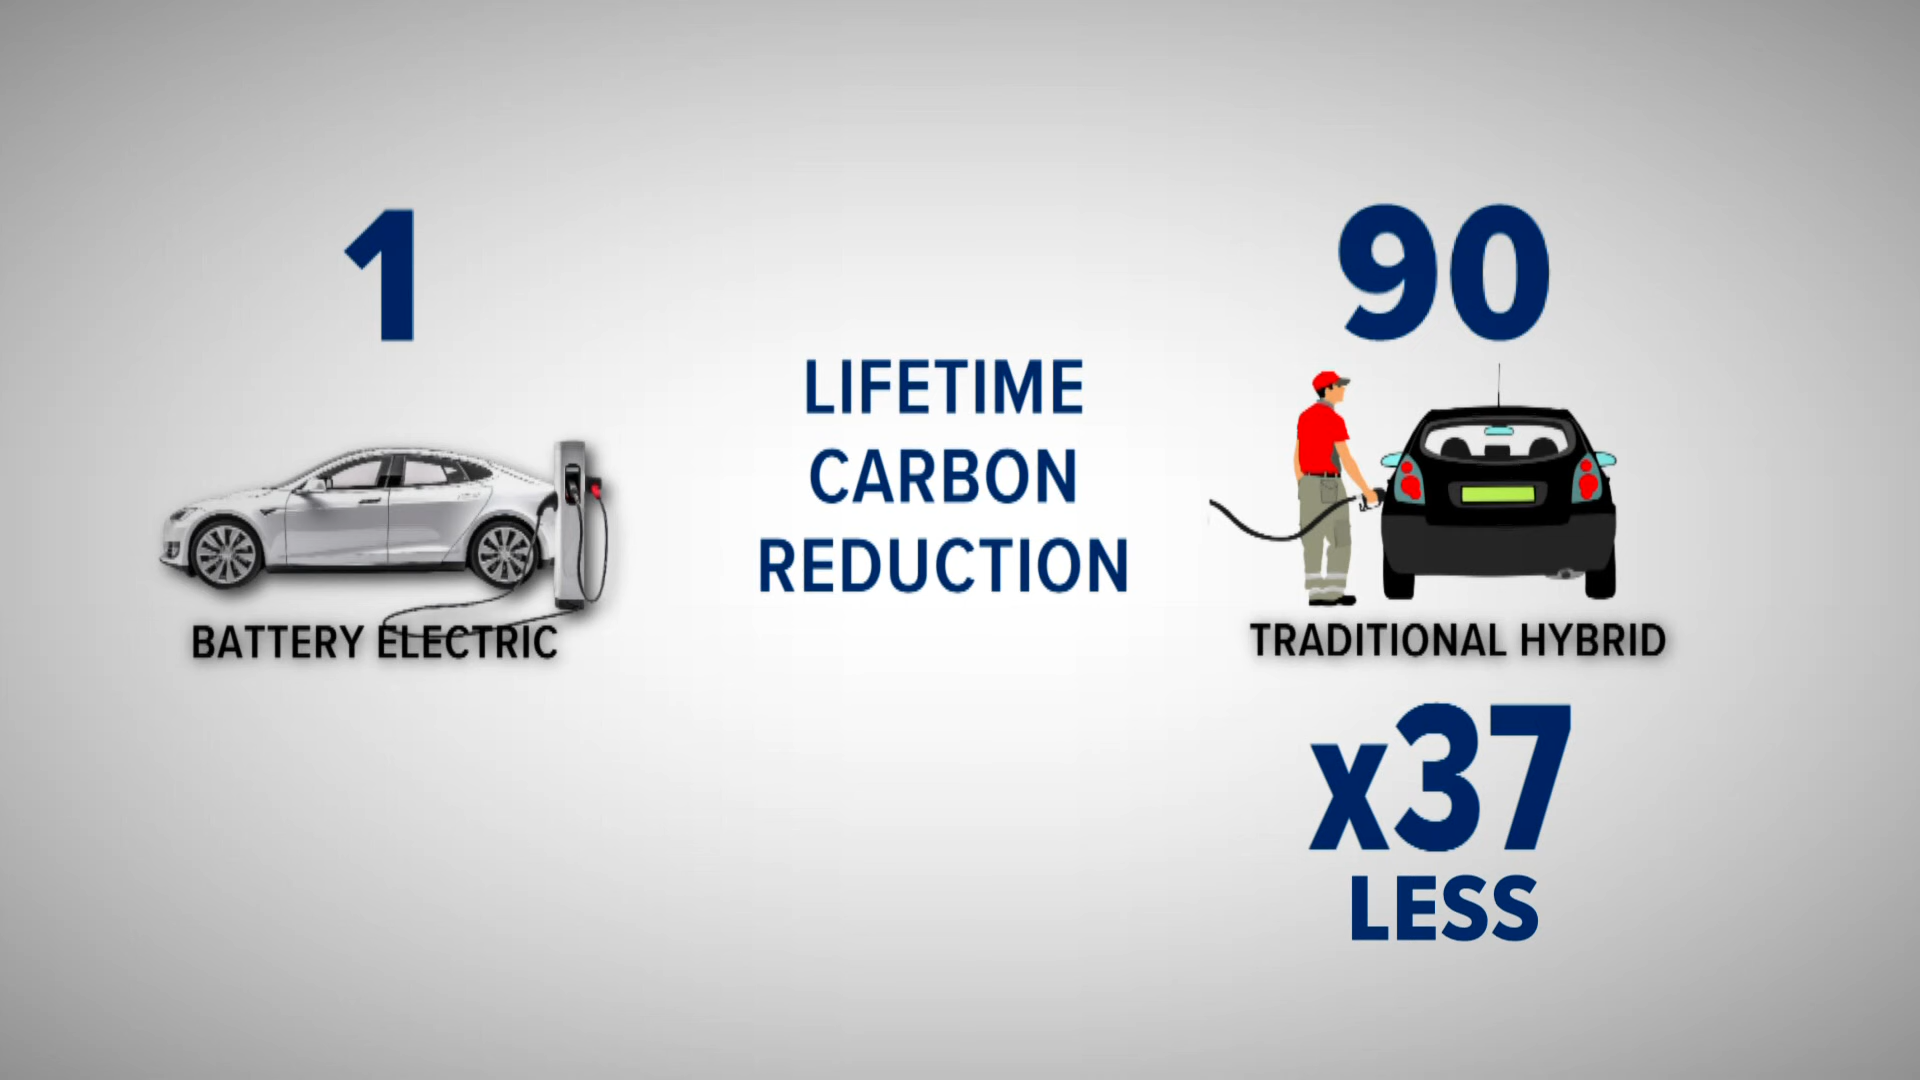 1
BATTERY ELECTRIC
LIFETIME
CARBON
REDUCTION
90
TRADITIONAL HYBRID
x37
LESS